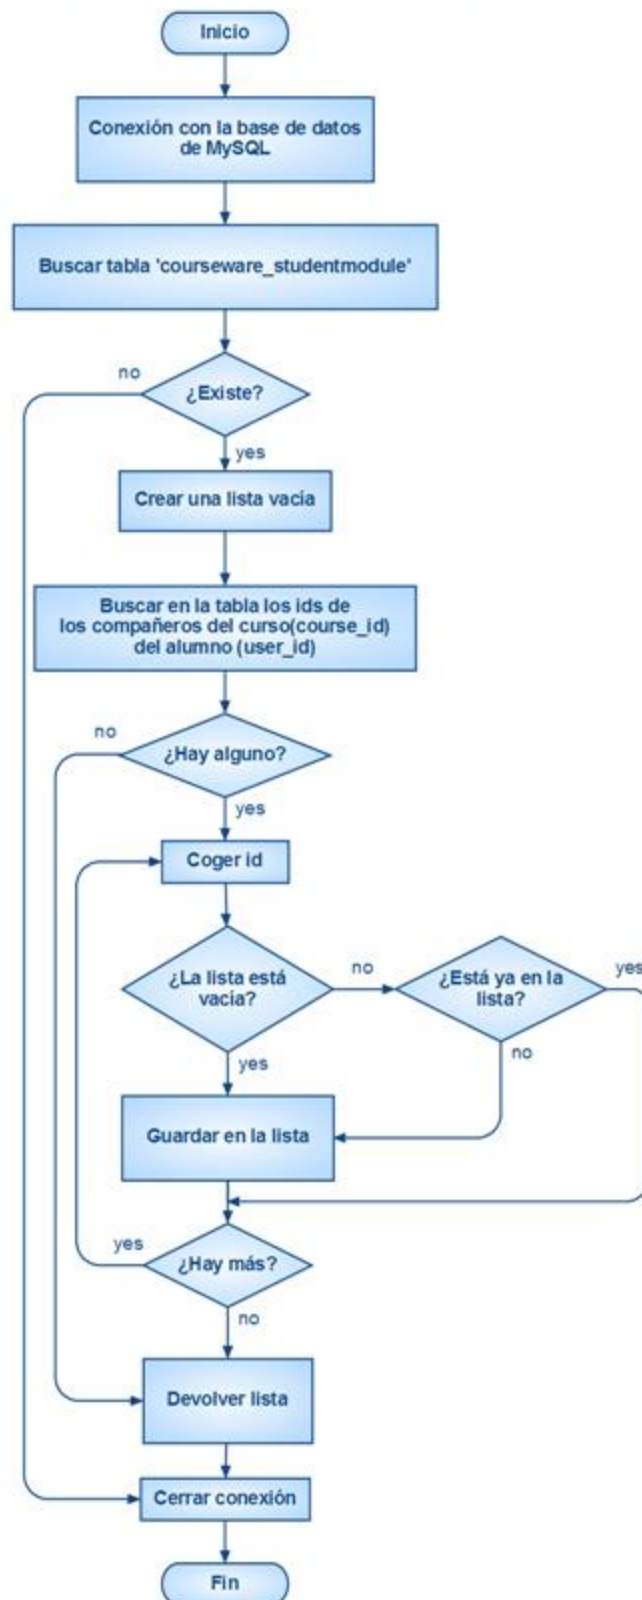 Inicio
Conexión con la base de datos
de MySQL
Buscar tabla 'courseware_studentmodule'
no
¿Existe?
yes
Crear una lista vacía
Buscar en la tabla los ids de
los compañeros del curso(course_id)
del alumno (user_id)
no
¿Hay alguno?
yes
Coger id
¿La lista está
vacía?
no
¿Está ya en la
lista?
yes
no
yes
Guardar en la lista
yes
¿Hay más?
no
Devolver lista
Cerrar conexión
Fin